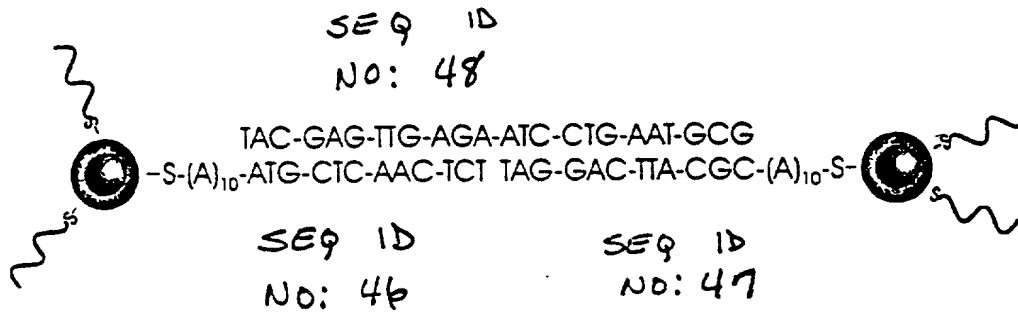 SEQ ID
NO: 48
TAC-GAG-TTG-AGA-ATC-CTG-AAT-GCG
S
-S-(A)10-ATG-CTC-AAC-TCT TAG-GAC-TTA-CGC-(A)10-S-
S
S
S
SEQ ID
NO: 46
SEQ ID
NO: 47